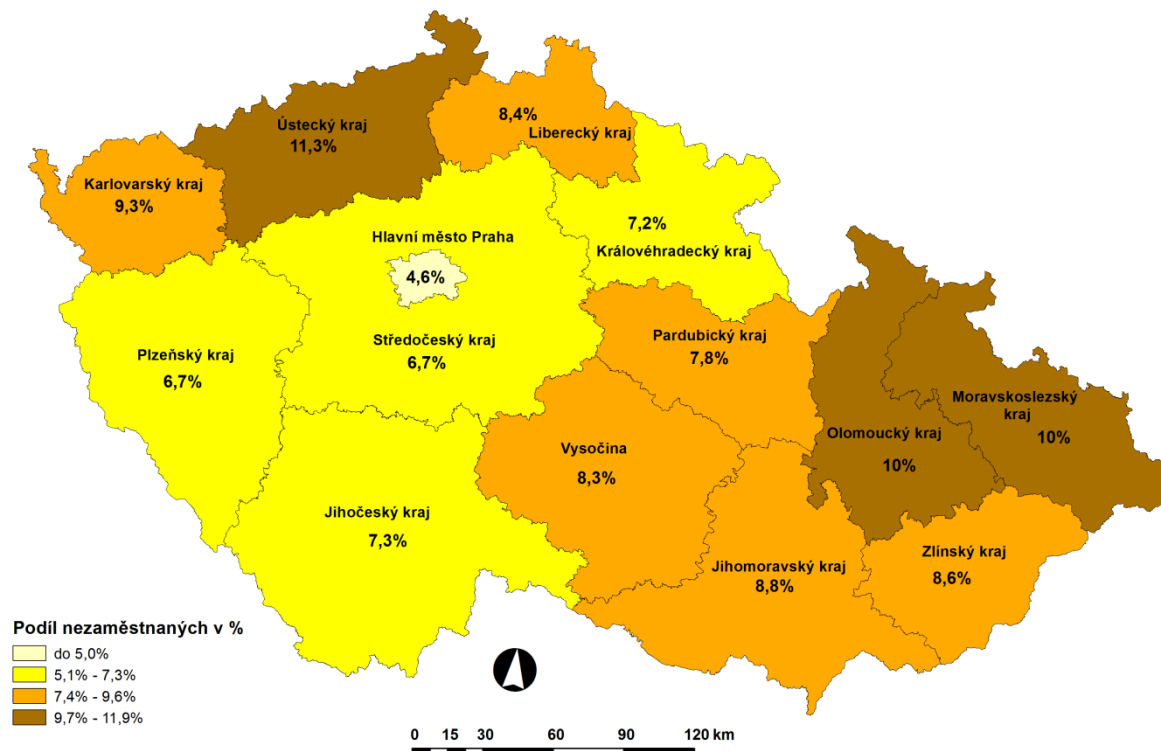 Ústecký kraj
11,3%
8,4%
Liberecký kraj
Karlovarský kraj
9,3%
7,2%
Královéhradecký kraj
Hlavní město Praha
4,6%
Středočeský kraj
6,7%
Plzeňský kraj
6,7%
Pardubický kraj
7,8%
Moravskoslezský
kraj
10%
Olomoucký kraj
10%
Vysočina
8,3%
Jihočeský kraj
7,3%
Jihomoravský kraj
8,8%
Zlínský kraj
8,6%
Podíl nezaměstnaných v %
do 5,0%
5,1% - 7,3%
7,4% - 9,6%
9,7% - 11,9%
0 15 30 60 90 120 km